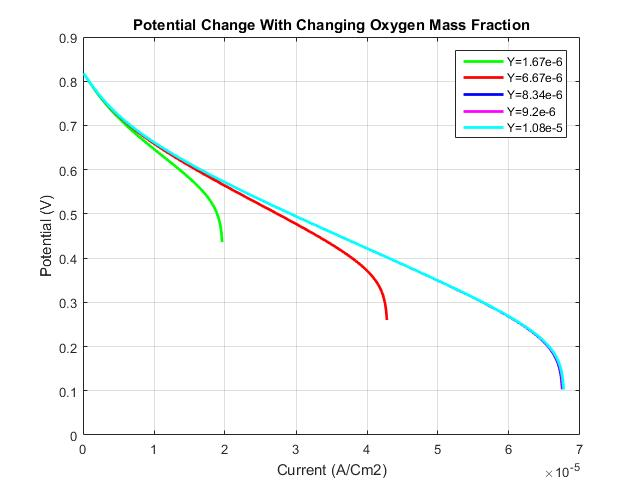 Potential Change With Changing Oxygen Mass Fraction
Y=1.67e-6
Y=6.67e-6
Y=8.34e-6
Y=9.2e-6
Y=1.08e-5
Potential (V)
0.9
0.8
0.7
0.6
0.5
0.4
0.3
0.2
0.1
0
0 1 2 3 4 5 6 7
Current (A/Cm2)
×10-5